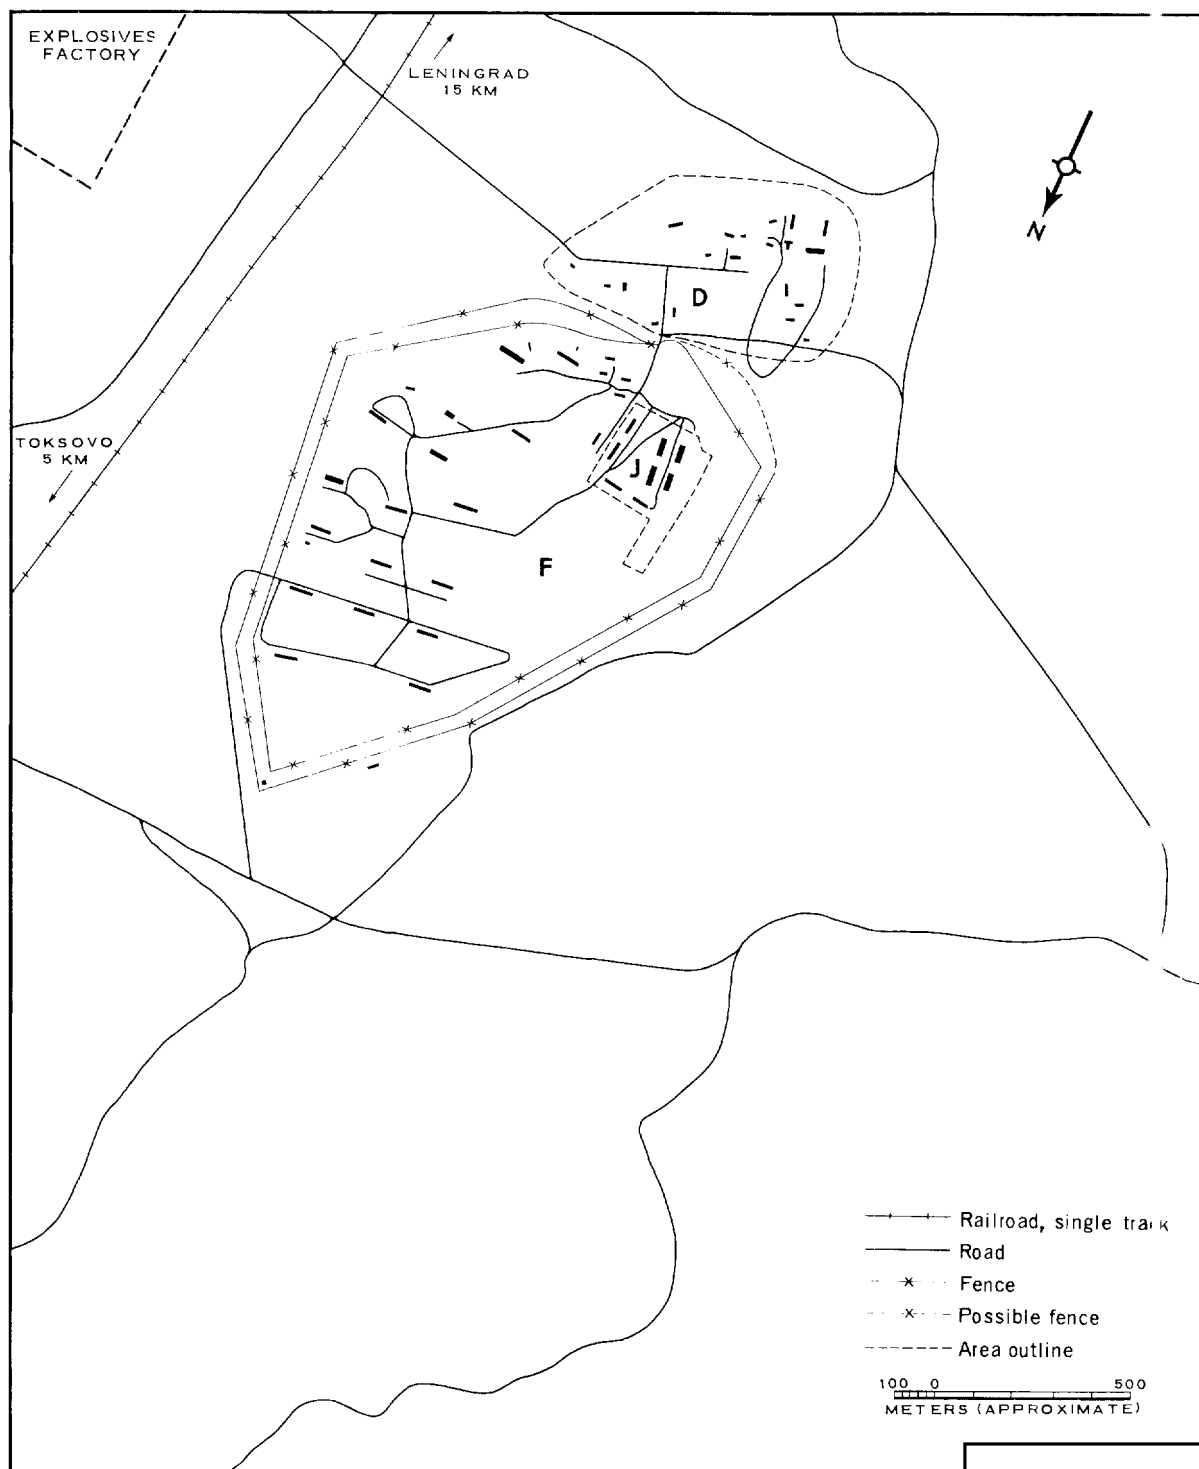 EXPLOSIVES
FACTORY
LENINGRAD
15 KM
N
D
TOKSOVO
5 KM
J
F
Railroad, single track
Road
Fence
Possible fence
Area outline
100 0 500
METERS (APPROXIMATE)